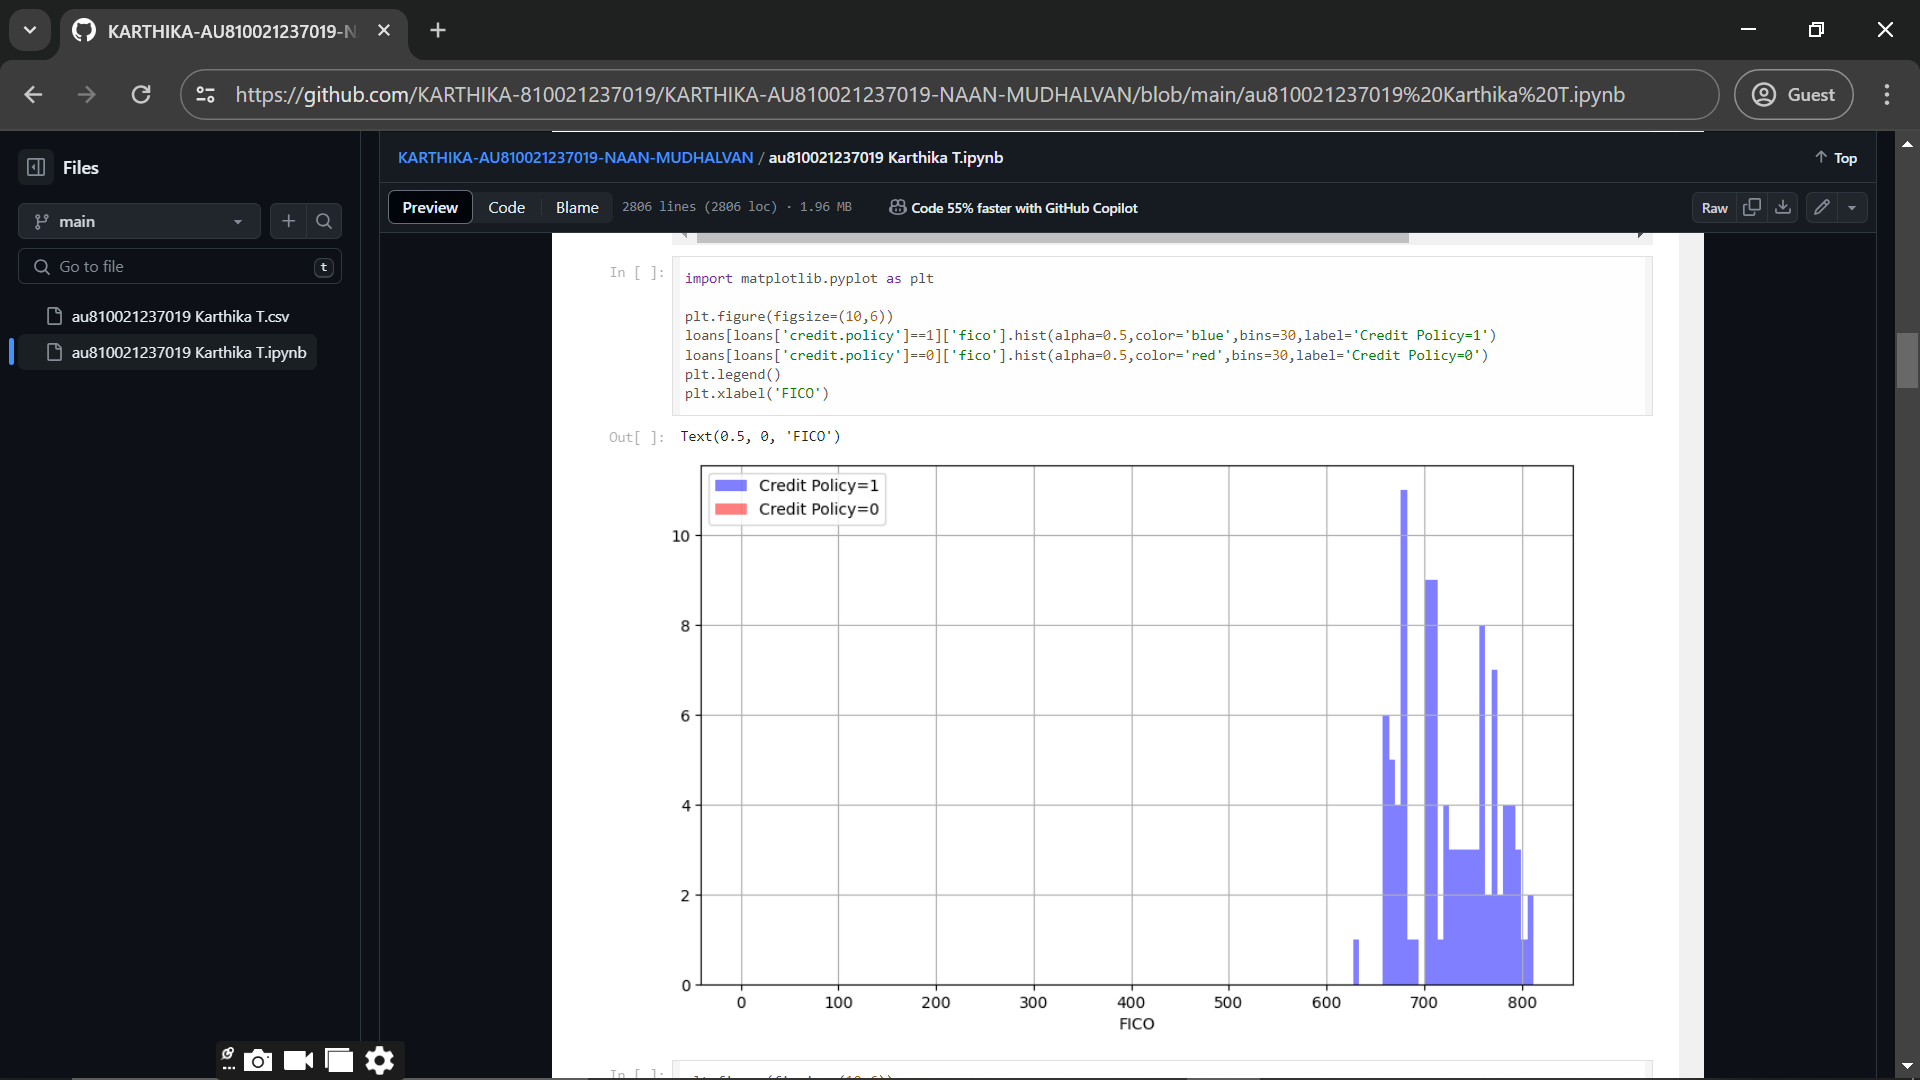 KARTHIKA-AU810021237019-N
https://github.com/KARTHIKA-810021237019/KARTHIKA-AU810021237019-NAAN-MUDHALVAN/blob/main/au810021237019%20Karthika%20T.ipynb
Guest
Files
main
Go to file
t
au810021237019 Karthika T.csv
au810021237019 Karthika T.ipynb
KARTHIKA-AU810021237019-NAAN-MUDHALVAN / au810021237019 Karthika T.ipynb
Top
Preview Code Blame 2806 lines (2806 loc) · 1.96 MB Code 55% faster with GitHub Copilot
Raw
In [ ]:
import matplotlib.pyplot as plt
plt.figure(figsize=(10,6))
loans[loans['credit.policy']==1]['fico'].hist(alpha=0.5,color='blue',bins=30,label='Credit Policy=1')
loans[loans['credit.policy']==0]['fico'].hist(alpha=0.5,color='red',bins=30,label='Credit Policy=0')
plt.legend()
plt.xlabel('FICO')
Out[ ]: Text(0.5, 0, 'FICO')
Credit Policy=1
Credit Policy=0
10
8
6
4
2
0
0 100 200 300 400 500 600 700 800
FICO
In [ ]: